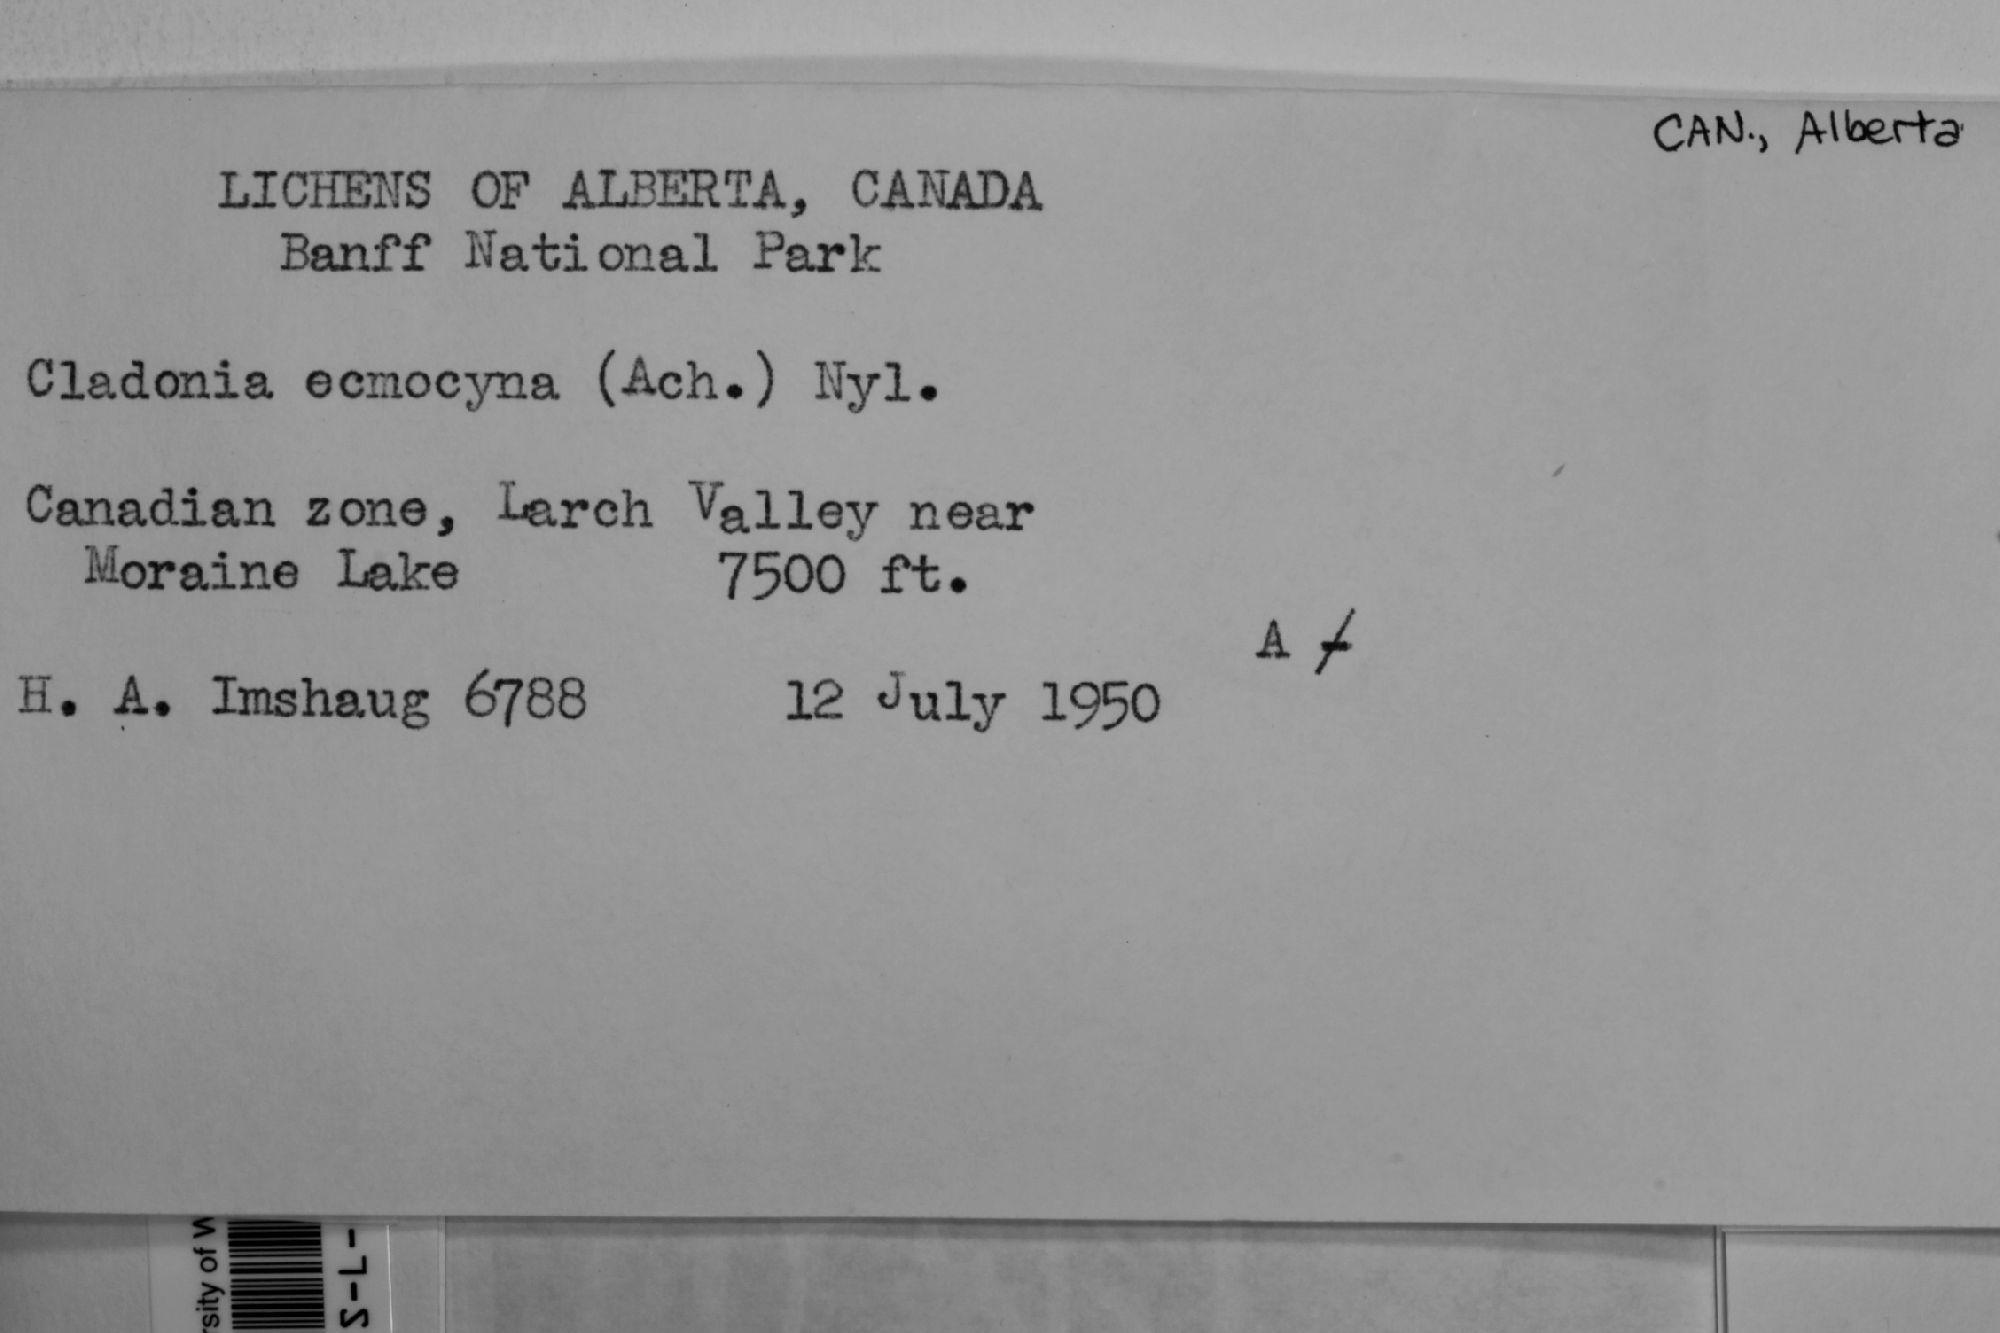 CAN., Alberta
LICHENS OF ALBERTA, CANADA
Banff National Park
Cladonia ecmocyna (Ach.) Nyl.
Canadian zone, Larch Valley near
Moraine Lake 7500 ft.
A
H. A. Imshaug 6788 12 July 1950
of